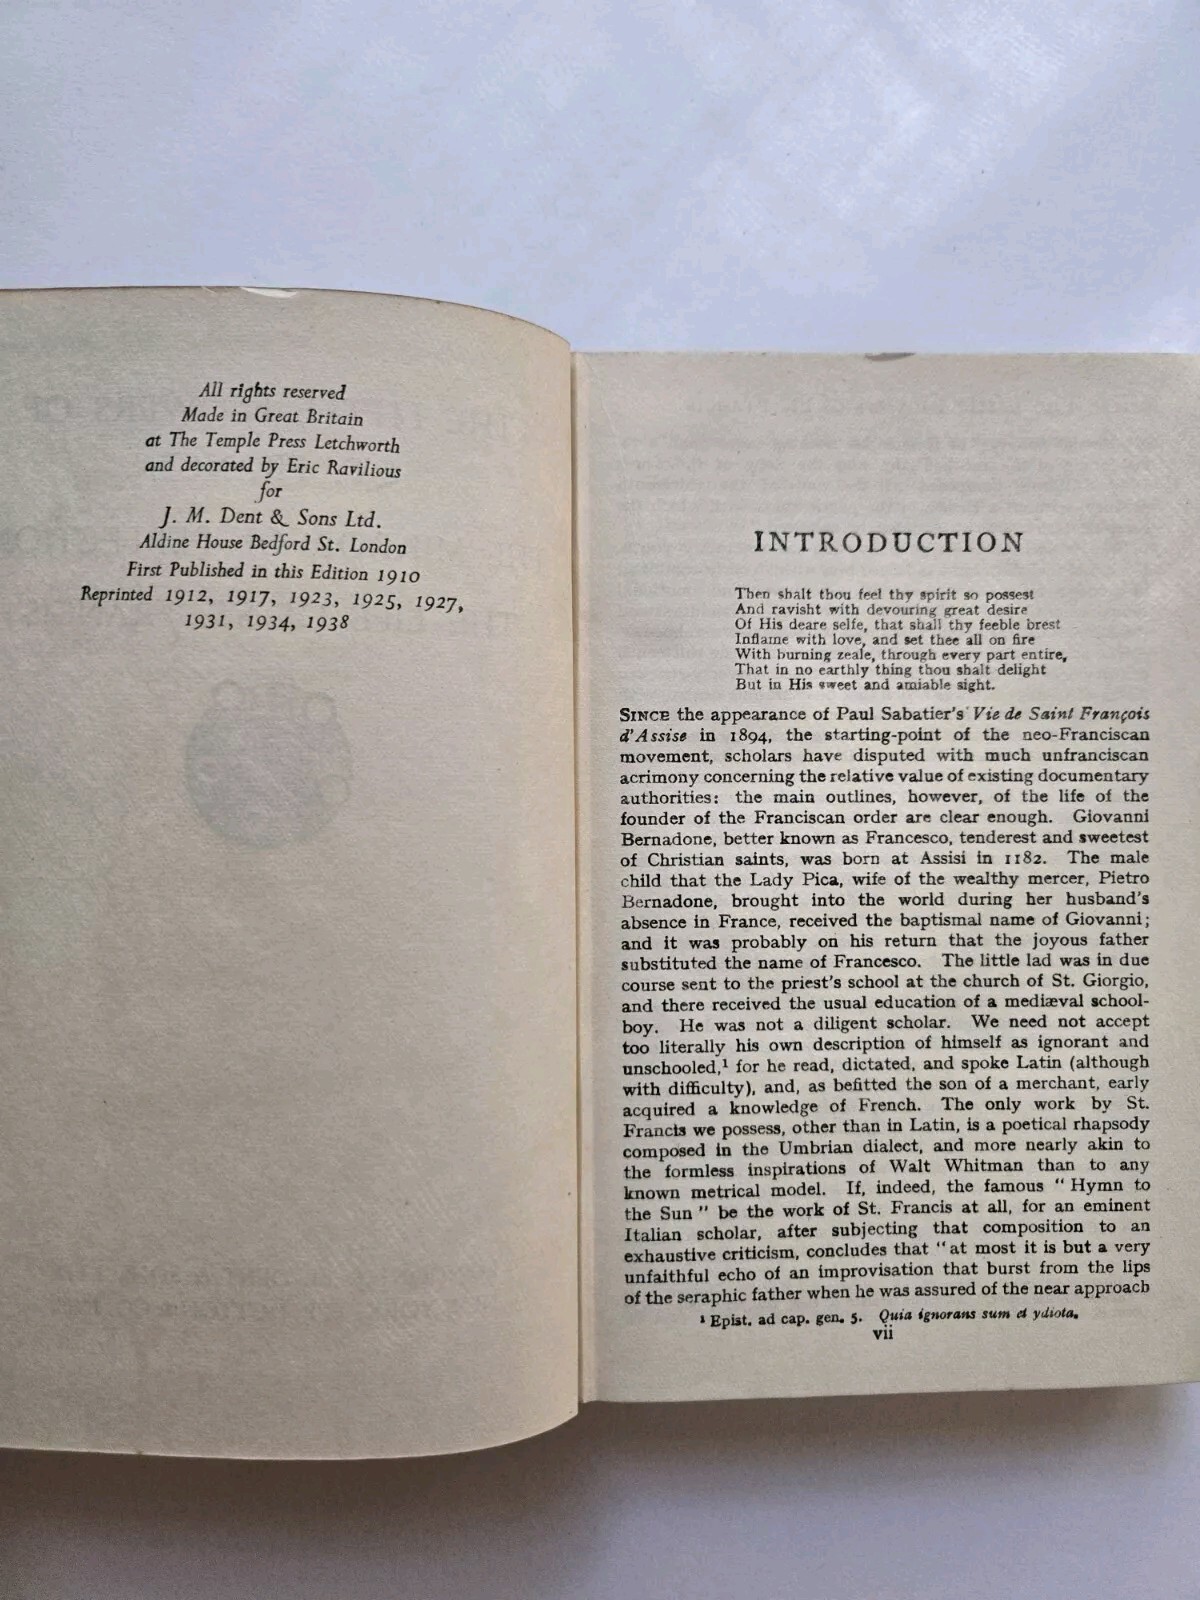 All rights reserved
Made in Great Britain
at The Temple Press Letchworth
and decorated by Eric Ravilious
for
J. M. Dent & Sons Ltd.
Aldine House Bedford St. London
First Published in this Edition 1910
Reprinted 1912, 1917, 1923, 1925, 1927,
1931, 1934, 1938
INTRODUCTION
Then shalt thou feel thy spirit so possest
And ravisht with devouring great desire
Of His deare selfe, that shall thy feeble brest
Inflame with love, and set thee all on fire
With burning zeale, through every part entire,
That in no earthly thing thou shalt delight
But in His sweet and amiable sight.
SINCE the appearance of Paul Sabatier's Vie de Saint François
d'Assise in 1894, the starting-point of the neo-Franciscan
movement, scholars have disputed with much unfranciscan
acrimony concerning the relative value of existing documentary
authorities: the main outlines, however, of the life of the
founder of the Franciscan order are clear enough. Giovanni
Bernadone, better known as Francesco, tenderest and sweetest
of Christian saints, was born at Assisi in 1182. The male
child that the Lady Pica, wife of the wealthy mercer, Pietro
Bernadone, brought into the world during her husband's
absence in France, received the baptismal name of Giovanni;
and it was probably on his return that the joyous father
substituted the name of Francesco. The little lad was in due
course sent to the priest's school at the church of St. Giorgio,
and there received the usual education of a mediæval school-
boy. He was not a diligent scholar. We need not accept
too literally his own description of himself as ignorant and
unschooled,¹ for he read, dictated, and spoke Latin (although
with difficulty), and, as befitted the son of a merchant, early
acquired a knowledge of French. The only work by St.
Francis we possess, other than in Latin, is a poetical rhapsody
composed in the Umbrian dialect, and more nearly akin to
the formless inspirations of Walt Whitman than to any
known metrical model. If, indeed, the famous "Hymn to
the Sun" be the work of St. Francis at all, for an eminent
Italian scholar, after subjecting that composition to an
exhaustive criticism, concludes that "at most it is but a very
unfaithful echo of an improvisation that burst from the lips
of the seraphic father when he was assured of the near approach
¹ Epist. ad cap. gen. 5. Quia ignorans sum et ydiota.
vii